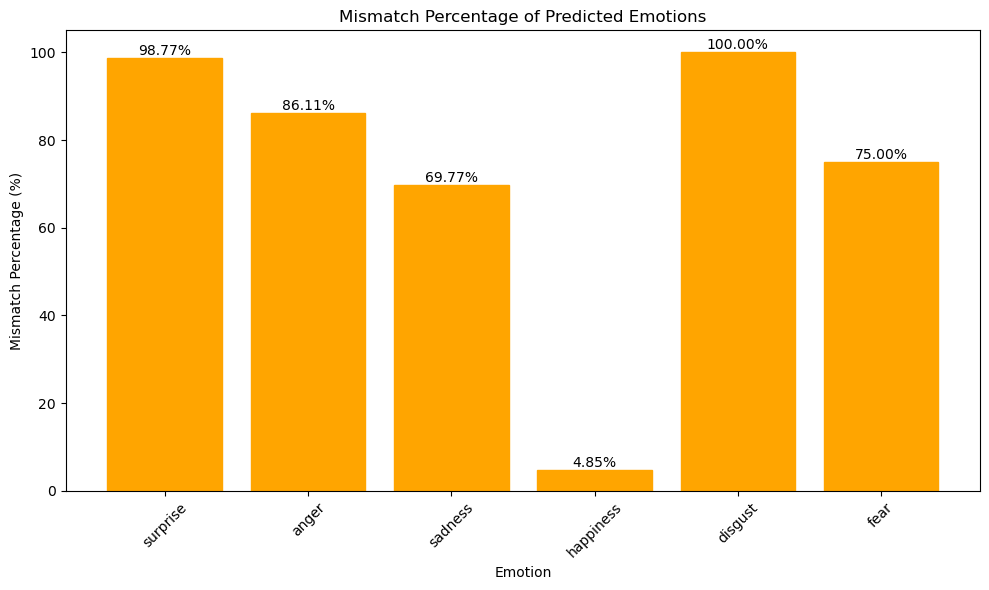 Mismatch Percentage of Predicted Emotions
Mismatch Percentage (%)
100
80
60
40
20
0
98.77%
86.11%
69.77%
4.85%
100.00%
75.00%
surprise
anger
sadness
happiness
disgust
fear
Emotion